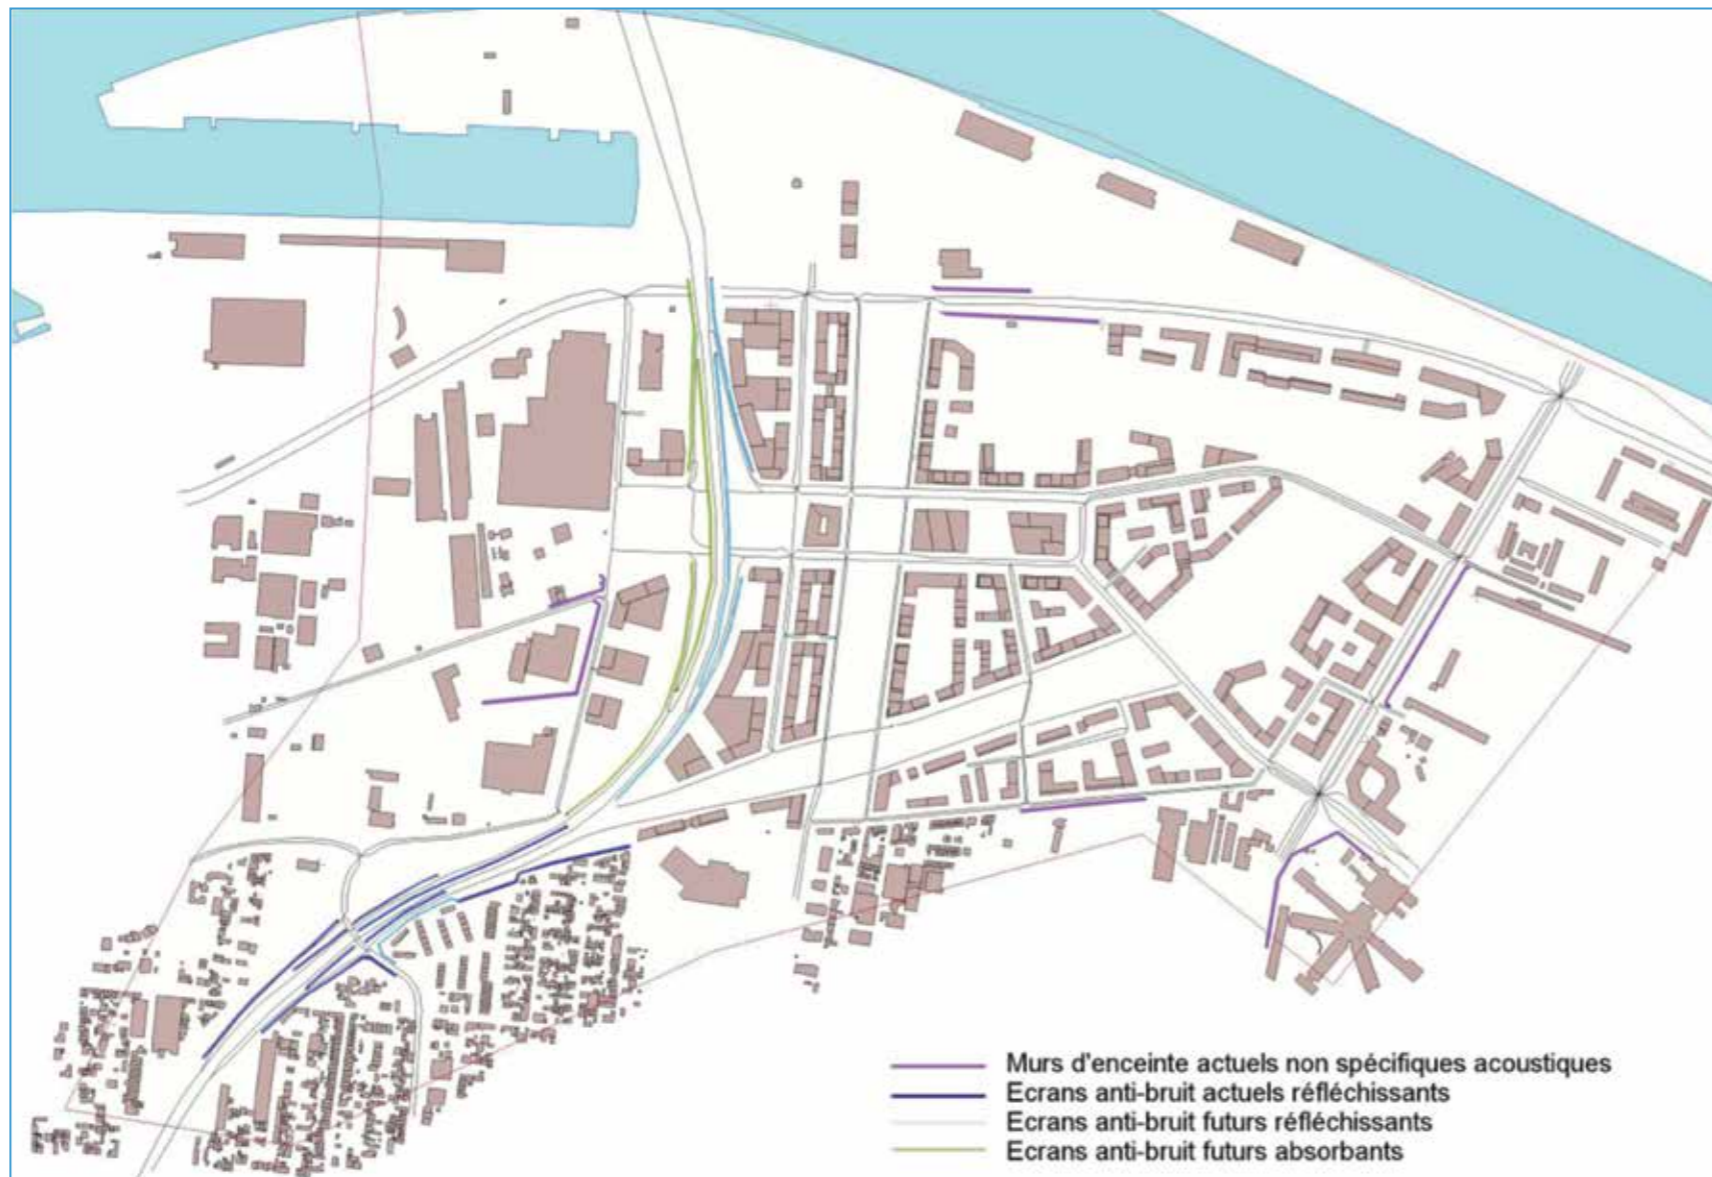 Murs d'enceinte actuels non spécifiques acoustiques
Ecrans anti-bruit actuels réfléchissants
Ecrans anti-bruit futurs réfléchissants
Ecrans anti-bruit futurs absorbants